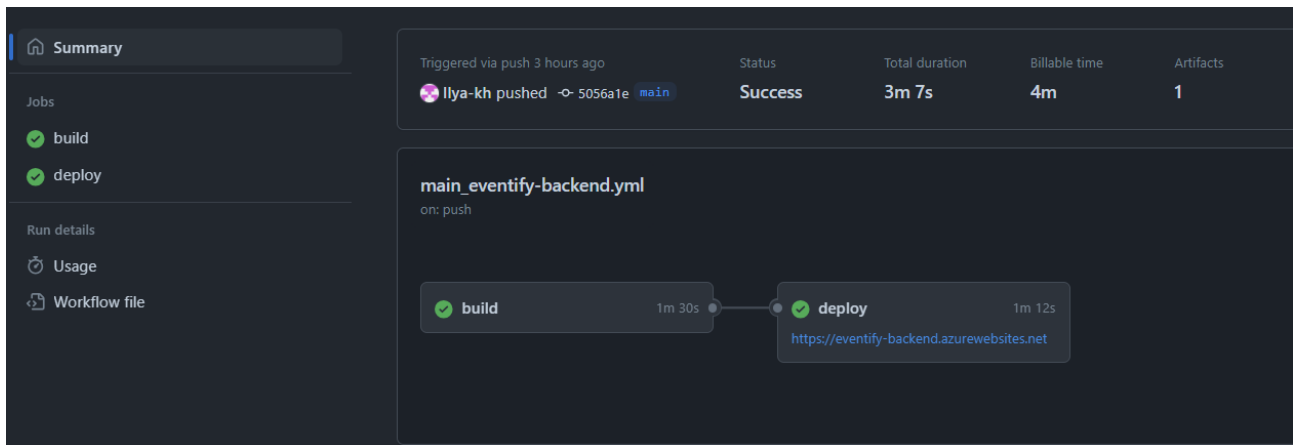 Summary
Jobs
build
deploy
Run details
Usage
Workflow file
Triggered via push 3 hours ago
Ilya-kh pushed 5056a1e main
Status
Success
Total duration
3m 7s
Billable time
4m
Artifacts
1
main_eventify-backend.yml
on: push
build 1m 30s
deploy 1m 12s
https://eventify-backend.azurewebsites.net